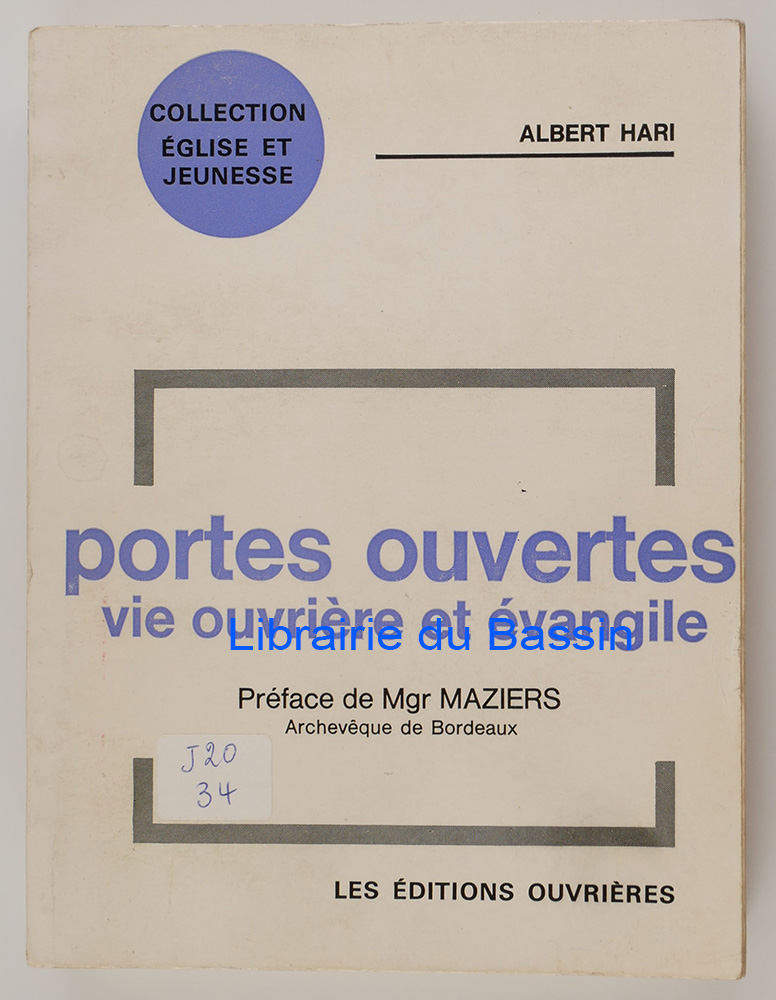 COLLECTION
ÉGLISE ET
JEUNESSE
ALBERT HARI
portes ouvertes
vie ouvrière et évangile
Librairie du Bassin
Préface de Mgr MAZIERS
Archevêque de Bordeaux
J20
34
LES ÉDITIONS OUVRIÈRES